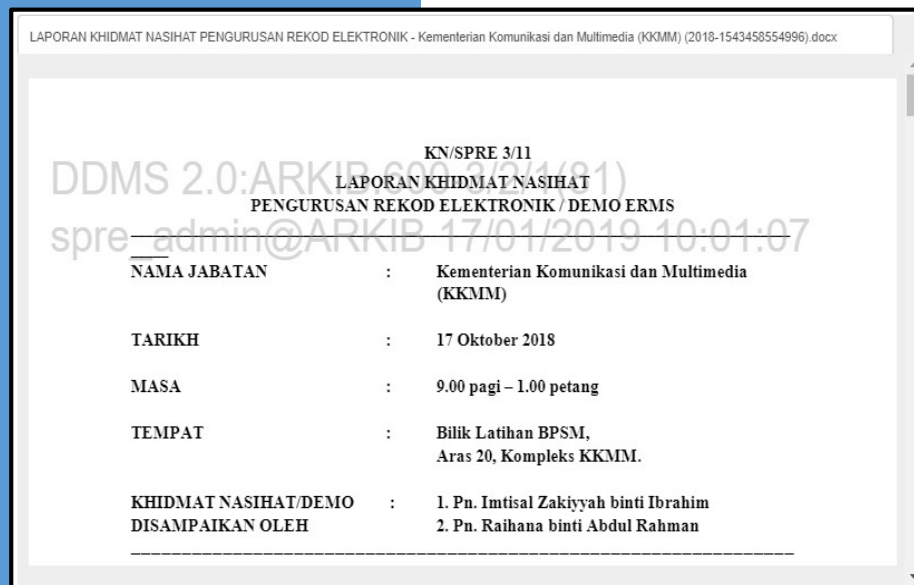 LAPORAN KHIDMAT NASIHAT PENGURUSAN REKOD ELEKTRONIK - Kementerian Komunikasi dan Multimedia (KKMM) (2018-1543458554996).docx
KN/SPRE 3/11
DDMS 2.0:ARKIB.600-3/2/1(81)
LAPORAN KHIDMAT NASIHAT
PENGURUSAN REKOD ELEKTRONIK / DEMO ERMS
spre_admin@ARKIB 17/01/2019 10:01:07
NAMA JABATAN : Kementerian Komunikasi dan Multimedia
(KKMM)
TARIKH : 17 Oktober 2018
MASA : 9.00 pagi – 1.00 petang
TEMPAT : Bilik Latihan BPSM,
Aras 20, Kompleks KKMM.
KHIDMAT NASIHAT/DEMO : 1. Pn. Imtisal Zakiyyah binti Ibrahim
DISAMPAIKAN OLEH 2. Pn. Raihana binti Abdul Rahman